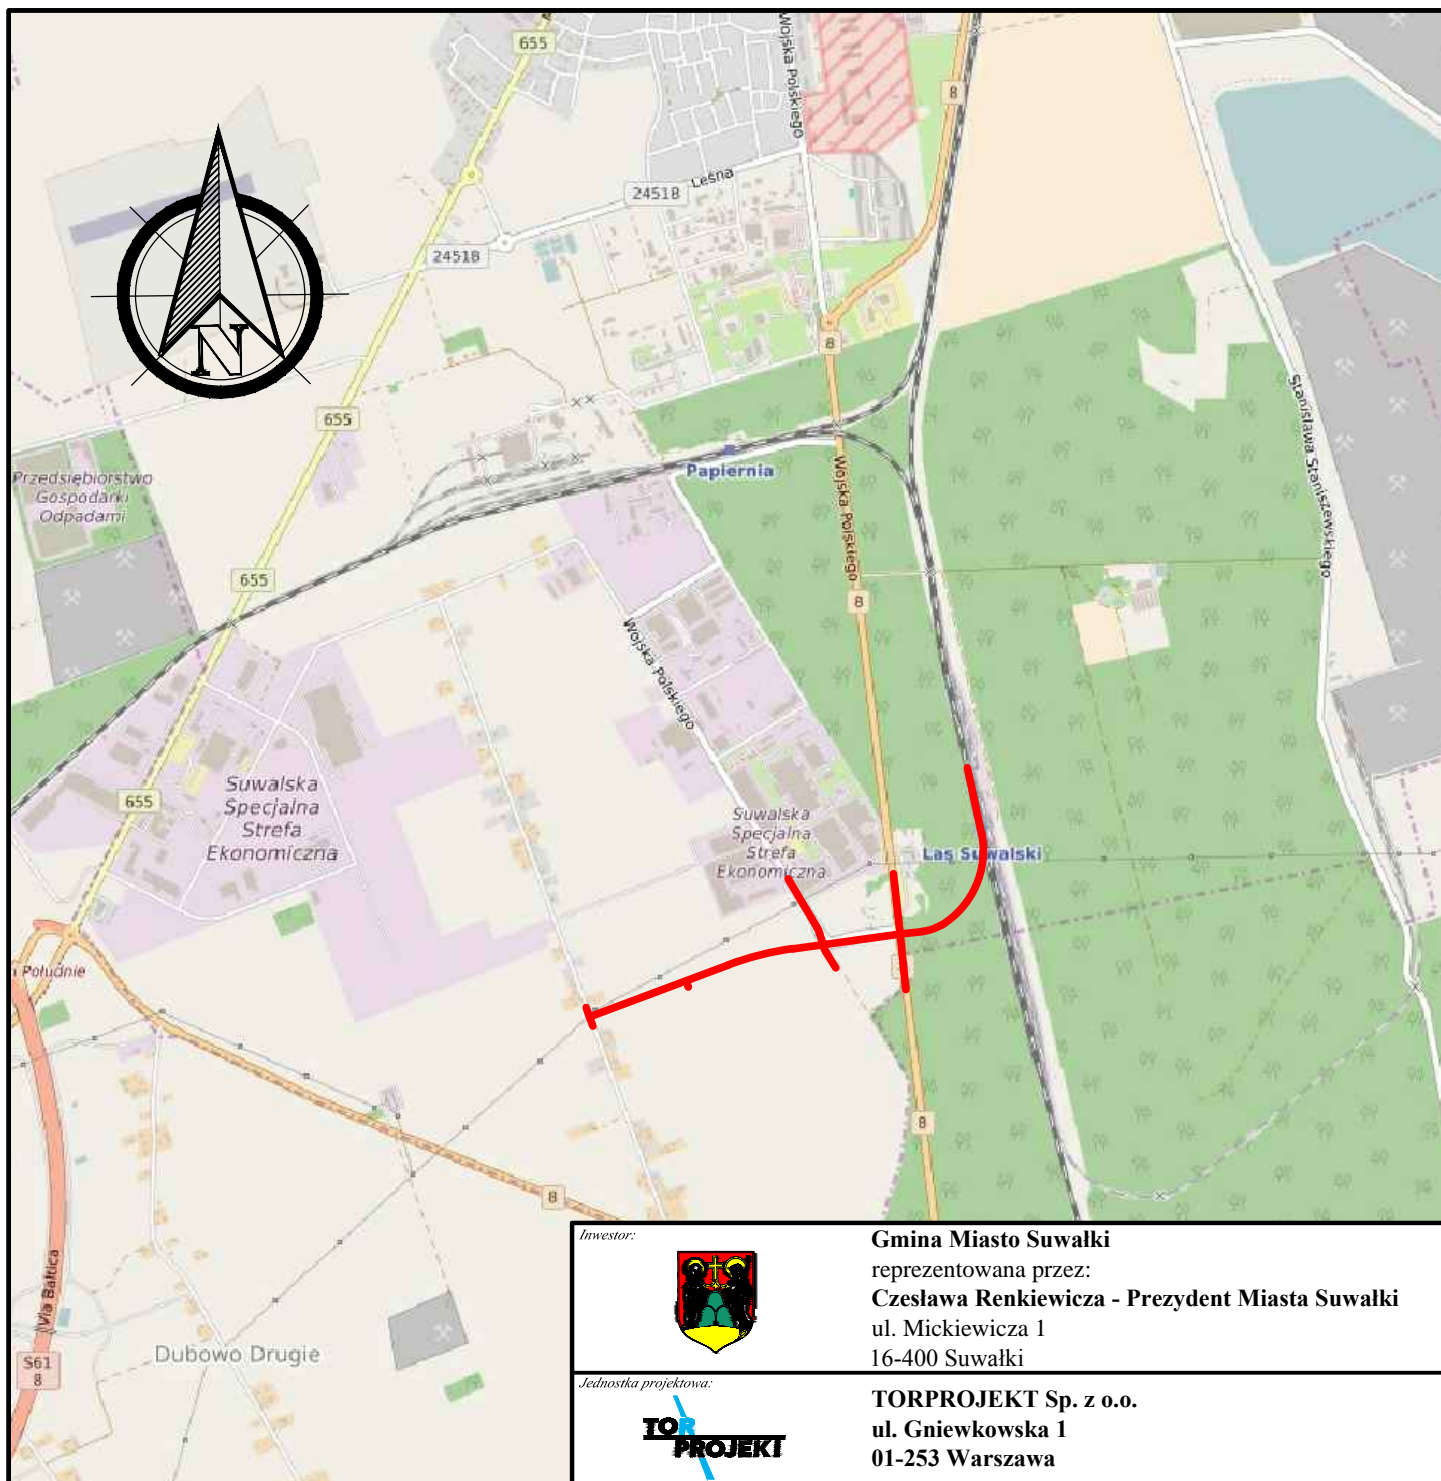 655
Wojska Polskiego
8
Leśna
2451B
2451B
N
8
655
Papiernia
Przedsiębiorstwo
Gospodarki
Odpadami
Wojska Polskiego
Stanisława Staniszewskiego
655
8
Wojska Polskiego
Suwalska
Specjalna
Strefa
Ekonomiczna
655
Suwalska
Specjalna
Strefa
Ekonomiczna
Las Suwalski
Południe
8
8
Via Baltica
S61
8
Dubowo Drugie
Inwestor:
Gmina Miasto Suwałki
reprezentowana przez:
Czesława Renkiewicza - Prezydent Miasta Suwałki
ul. Mickiewicza 1
16-400 Suwałki
Jednostka projektowa:
TOR
PROJEKT
TORPROJEKT Sp. z o.o.
ul. Gniewkowska 1
01-253 Warszawa